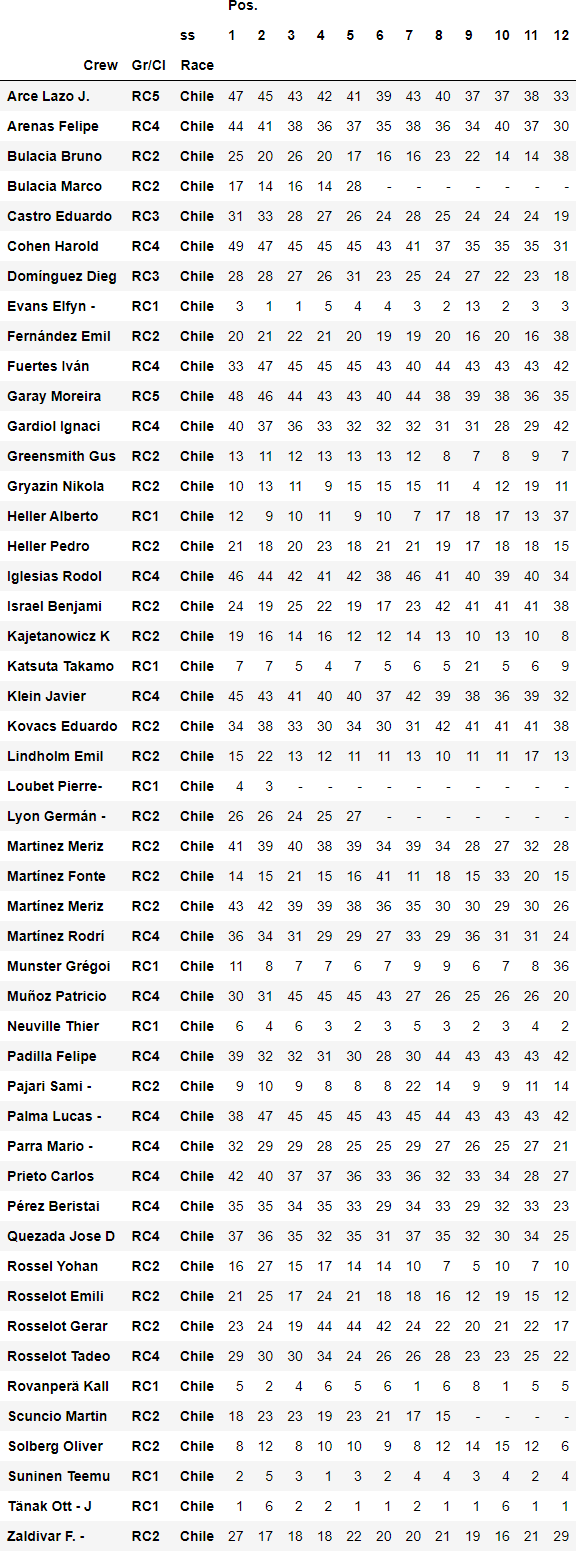 Pos.
ss 1 2 3 4 5 6 7 8 9 10 11 12
Crew Gr/Cl Race
Arce Lazo J. RC5 Chile 47 45 43 42 41 39 43 40 37 37 38 33
Arenas Felipe RC4 Chile 44 41 38 36 37 35 38 36 34 40 37 30
Bulacia Bruno RC2 Chile 25 20 26 20 17 16 16 23 22 14 14 38
Bulacia Marco RC2 Chile 17 14 16 14 28 - - - - - - -
Castro Eduardo RC3 Chile 31 33 28 27 26 24 28 25 24 24 24 19
Cohen Harold RC4 Chile 49 47 45 45 45 43 41 37 35 35 35 31
Domínguez Dieg RC3 Chile 28 28 27 26 31 23 25 24 27 22 23 18
Evans Elfyn - RC1 Chile 3 1 1 5 4 4 3 2 13 2 3 3
Fernández Emil RC2 Chile 20 21 22 21 20 19 19 20 16 20 16 38
Fuertes Iván RC4 Chile 33 47 45 45 45 43 40 44 43 43 43 42
Garay Moreira RC5 Chile 48 46 44 43 43 40 44 38 39 38 36 35
Gardiol Ignaci RC4 Chile 40 37 36 33 32 32 32 31 31 28 29 42
Greensmith Gus RC2 Chile 13 11 12 13 13 13 12 8 7 8 9 7
Gryazin Nikola RC2 Chile 10 13 11 9 15 15 15 11 4 12 19 11
Heller Alberto RC1 Chile 12 9 10 11 9 10 7 17 18 17 13 37
Heller Pedro RC2 Chile 21 18 20 23 18 21 21 19 17 18 18 15
Iglesias Rodol RC4 Chile 46 44 42 41 42 38 46 41 40 39 40 34
Israel Benjami RC2 Chile 24 19 25 22 19 17 23 42 41 41 41 38
Kajetanowicz K RC2 Chile 19 16 14 16 12 12 14 13 10 13 10 8
Katsuta Takamo RC1 Chile 7 7 5 4 7 5 6 5 21 5 6 9
Klein Javier RC4 Chile 45 43 41 40 40 37 42 39 38 36 39 32
Kovacs Eduardo RC2 Chile 34 38 33 30 34 30 31 42 41 41 41 38
Lindholm Emil RC2 Chile 15 22 13 12 11 11 13 10 11 11 17 13
Loubet Pierre- RC1 Chile 4 3 - - - - - - - - - -
Lyon Germán - RC2 Chile 26 26 24 25 27 - - - - - - -
Martinez Meriz RC2 Chile 41 39 40 38 39 34 39 34 28 27 32 28
Martínez Fonte RC2 Chile 14 15 21 15 16 41 11 18 15 33 20 15
Martínez Meriz RC2 Chile 43 42 39 39 38 36 35 30 30 29 30 26
Martínez Rodrí RC4 Chile 36 34 31 29 29 27 33 29 36 31 31 24
Munster Grégoi RC1 Chile 11 8 7 7 6 7 9 9 6 7 8 36
Muñoz Patricio RC4 Chile 30 31 45 45 45 43 27 26 25 26 26 20
Neuville Thier RC1 Chile 6 4 6 3 2 3 5 3 2 3 4 2
Padilla Felipe RC4 Chile 39 32 32 31 30 28 30 44 43 43 43 42
Pajari Sami - RC2 Chile 9 10 9 8 8 8 22 14 9 9 11 14
Palma Lucas - RC4 Chile 38 47 45 45 45 43 45 44 43 43 43 42
Parra Mario - RC4 Chile 32 29 29 28 25 25 29 27 26 25 27 21
Prieto Carlos RC4 Chile 42 40 37 37 36 33 36 32 33 34 28 27
Pérez Beristai RC4 Chile 35 35 34 35 33 29 34 33 29 32 33 23
Quezada Jose D RC4 Chile 37 36 35 32 35 31 37 35 32 30 34 25
Rossel Yohan RC2 Chile 16 27 15 17 14 14 10 7 5 10 7 10
Rosselot Emili RC2 Chile 21 25 17 24 21 18 18 16 12 19 15 12
Rosselot Gerar RC2 Chile 23 24 19 44 44 42 24 22 20 21 22 17
Rosselot Tadeo RC4 Chile 29 30 30 34 24 26 26 28 23 23 25 22
Rovanperä Kall RC1 Chile 5 2 4 6 5 6 1 6 8 1 5 5
Scuncio Martin RC2 Chile 18 23 23 19 23 21 17 15 - - - -
Solberg Oliver RC2 Chile 8 12 8 10 10 9 8 12 14 15 12 6
Suninen Teemu RC1 Chile 2 5 3 1 3 2 4 4 3 4 2 4
Tänak Ott - J RC1 Chile 1 6 2 2 1 1 2 1 1 6 1 1
Zaldivar F. - RC2 Chile 27 17 18 18 22 20 20 21 19 16 21 29